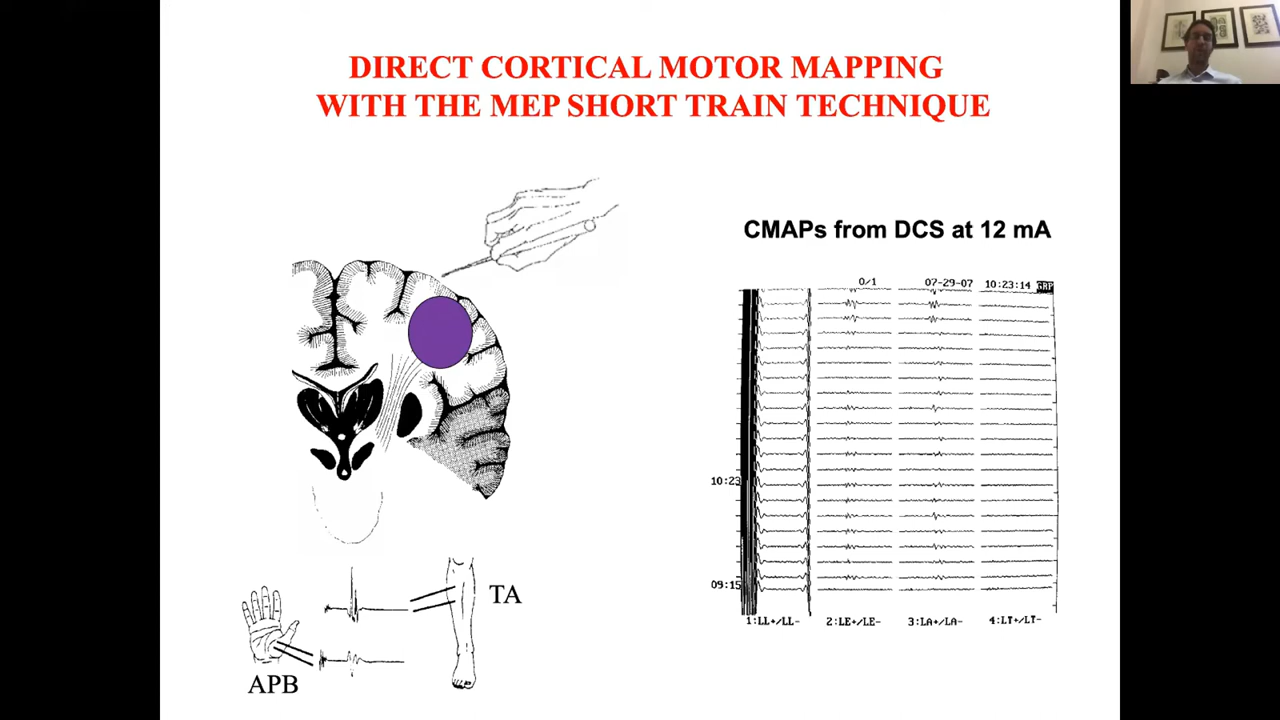 DIRECT CORTICAL MOTOR MAPPING
WITH THE MEP SHORT TRAIN TECHNIQUE
CMAPs from DCS at 12 mA
0/1 07-29-07 10:23:14 GRP
10:23
09:15
1:LL+/LL- 2:LE+/LE- 3:LA+/LA- 4:LT+/LT-
TA
APB